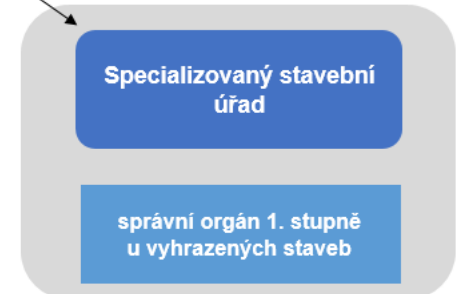 Specializovaný stavební
úřad
správní orgán 1. stupně
u vyhrazených staveb